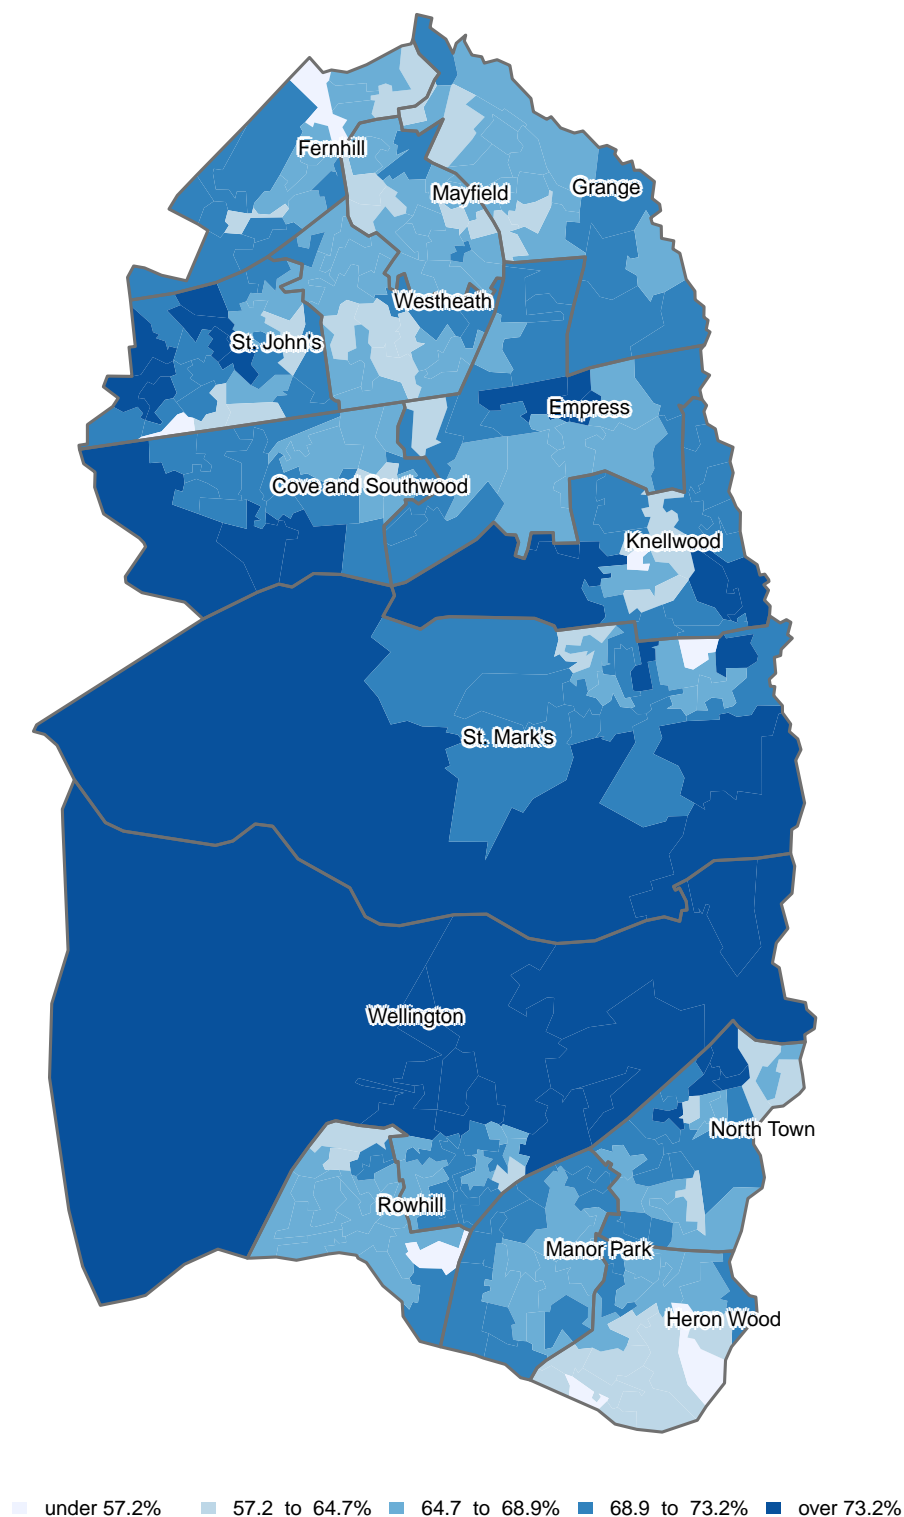 Fernhill
Mayfield
Grange
Westheath
St. John's
Empress
Cove and Southwood
Knellwood
St. Mark's
Wellington
North Town
Rowhill
Manor Park
Heron Wood
under 57.2% 57.2 to 64.7% 64.7 to 68.9% 68.9 to 73.2% over 73.2%